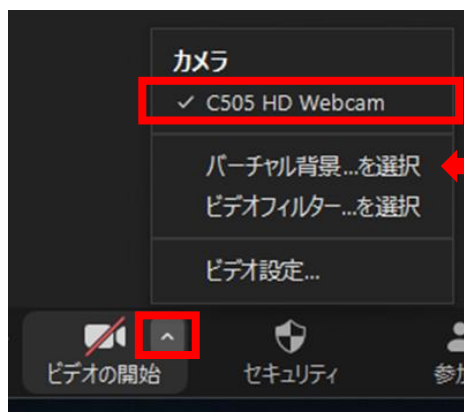 カメラ
✓ C505 HD Webcam
バーチャル背景...を選択
ビデオフィルター...を選択
ビデオ設定...
ビデオの開始
セキュリティ